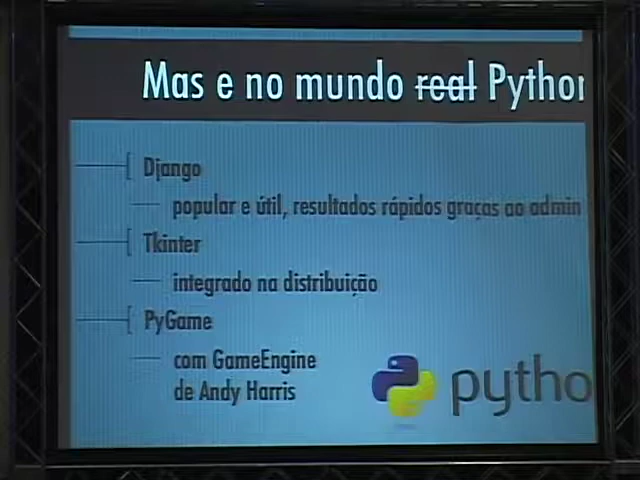 Mas e no mundo real Python
Django
popular e útil, resultados rápidos graças ao admin
Tkinter
integrado na distribuição
PyGame
com GameEngine
de Andy Harris
pytho